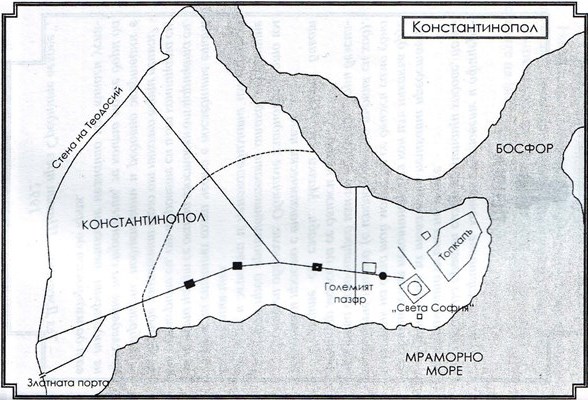 Константинопол
Стена на Теодосий
БОСФОР
КОНСТАНТИНОПОЛ
Топкапъ
Големият
пазар
„Света София"
МРАМОРНО
МОРЕ
Златната порта